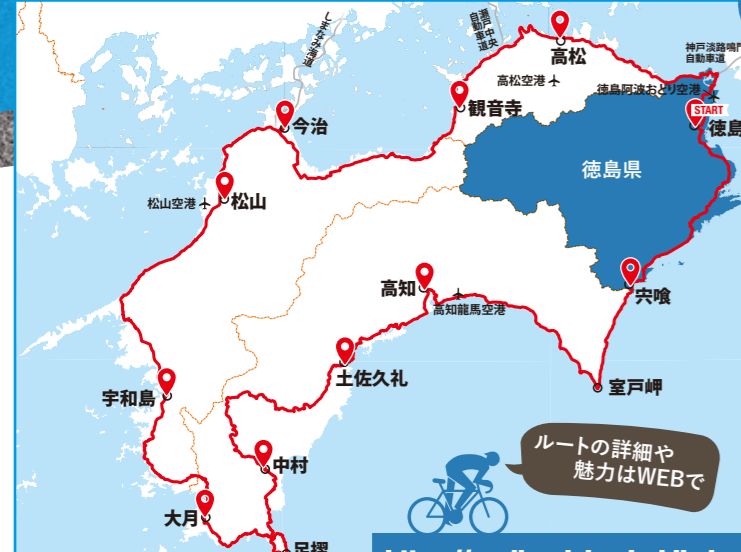 しまなみ海道
瀬戸中央
自動車道
高松
神戸淡路鳴門
自動車道
高松空港
徳島阿波おどり空港
観音寺
START
徳島
今治
徳島県
松山空港
松山
高知
高知龍馬空港
宍喰
土佐久礼
室戸岬
宇和島
中村
ルートの詳細や
魅力はWEBで
大月
足摺